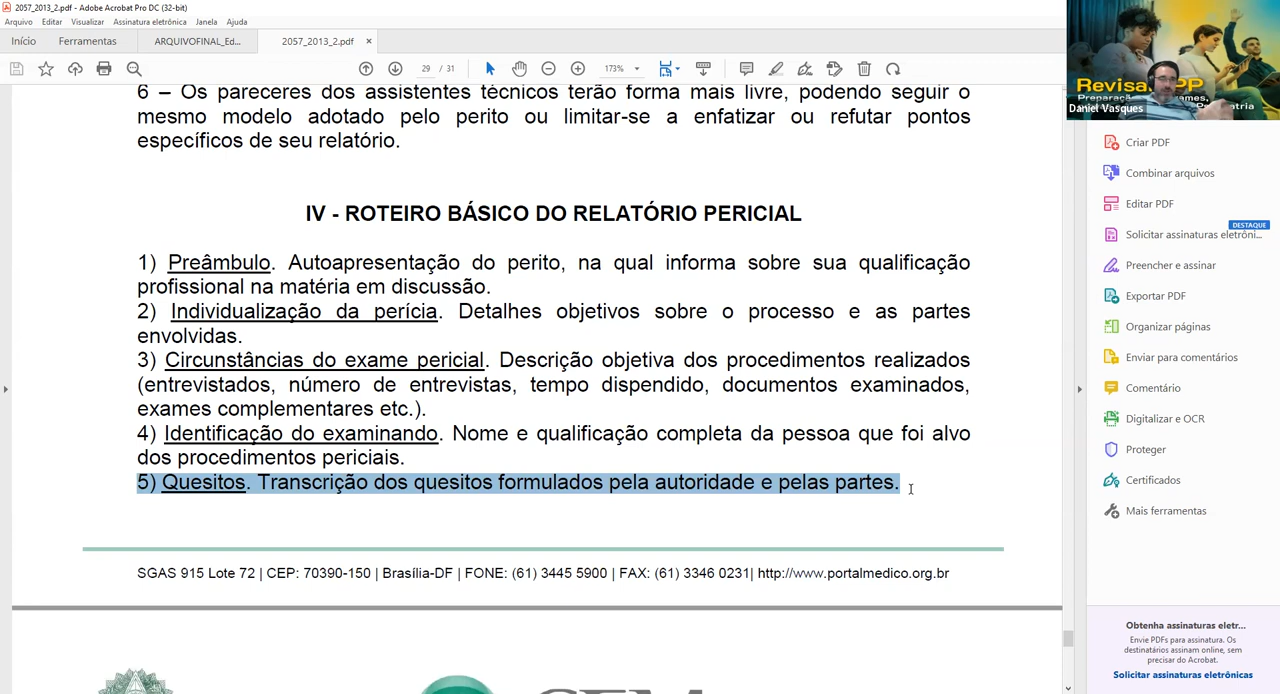 2057_2013_2.pdf - Adobe Acrobat Pro DC (32-bit)
Arquivo Editar Visualizar Assinatura eletrônica Janela Ajuda
Início Ferramentas ARQUIVOFINAL_Ed... 2057_2013_2.pdf ×
29 / 31 173%
6 – Os pareceres dos assistentes técnicos terão forma mais livre, podendo seguir o
mesmo modelo adotado pelo perito ou limitar-se a enfatizar ou refutar pontos
específicos de seu relatório.
IV - ROTEIRO BÁSICO DO RELATÓRIO PERICIAL
1) Preâmbulo. Autoapresentação do perito, na qual informa sobre sua qualificação
profissional na matéria em discussão.
2) Individualização da perícia. Detalhes objetivos sobre o processo e as partes
envolvidas.
3) Circunstâncias do exame pericial. Descrição objetiva dos procedimentos realizados
(entrevistados, número de entrevistas, tempo dispendido, documentos examinados,
exames complementares etc.).
4) Identificação do examinando. Nome e qualificação completa da pessoa que foi alvo
dos procedimentos periciais.
5) Quesitos. Transcrição dos quesitos formulados pela autoridade e pelas partes.
SGAS 915 Lote 72 | CEP: 70390-150 | Brasília-DF | FONE: (61) 3445 5900 | FAX: (61) 3346 0231| http://www.portalmedico.org.br
CFM
Daniel Vasques
Criar PDF
Combinar arquivos
Editar PDF
DESTAQUE
Solicitar assinaturas eletrôni...
Preencher e assinar
Exportar PDF
Organizar páginas
Enviar para comentários
Comentário
Digitalizar e OCR
Proteger
Certificados
Mais ferramentas
Obtenha assinaturas eletr...
Envie PDFs para assinatura. Os
destinatários assinam online, sem
precisar do Acrobat.
Solicitar assinaturas eletrônicas